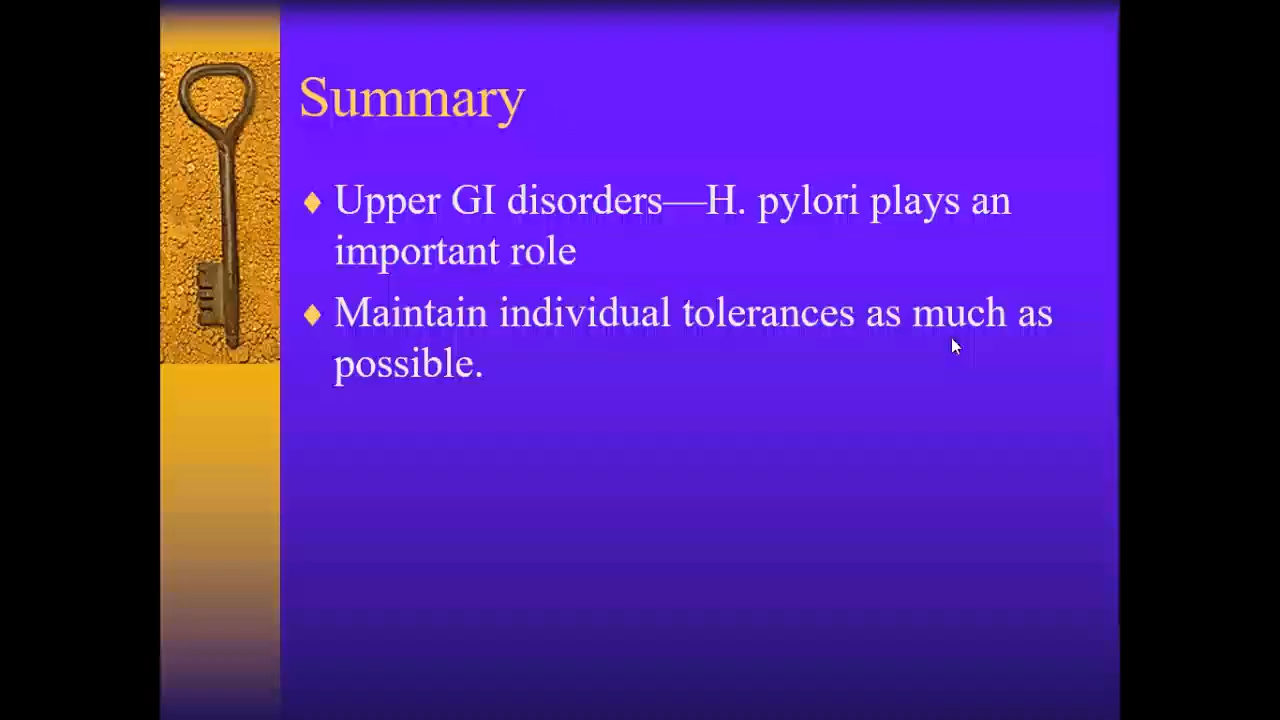 Summary
Upper GI disorders—H. pylori plays an
important role
Maintain individual tolerances as much as
possible.